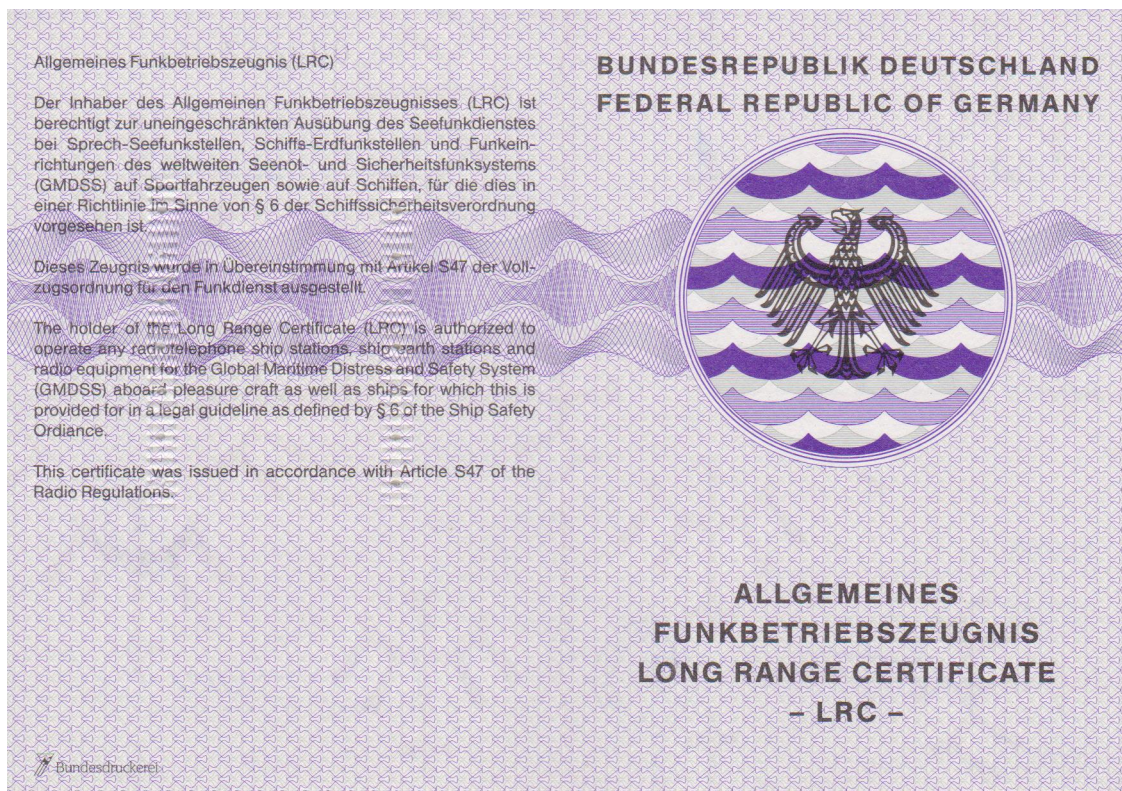 Allgemeines Funkbetriebszeugnis (LRC)
Der Inhaber des Allgemeinen Funkbetriebszeugnisses (LRC) ist
berechtigt zur uneingeschränkten Ausübung des Seefunkdienstes
bei Sprech-Seefunkstellen, Schiffs-Erdfunkstellen und Funkein-
richtungen des weltweiten Seenot- und Sicherheitsfunksystems
(GMDSS) auf Sportfahrzeugen sowie auf Schiffen, für die dies in
einer Richtlinie im Sinne von § 6 der Schiffssicherheitsverordnung
vorgesehen ist.
Dieses Zeugnis wurde in Übereinstimmung mit Artikel S47 der Voll-
zugsordnung für den Funkdienst ausgestellt.
The holder of the Long Range Certificate (LRC) is authorized to
operate any radiotelephone ship stations, ship earth stations and
radio equipment for the Global Maritime Distress and Safety System
(GMDSS) aboard pleasure craft as well as ships for which this is
provided for in a legal guideline as defined by § 6 of the Ship Safety
Ordiance.
This certificate was issued in accordance with Article S47 of the
Radio Regulations.
Bundesdruckerei
BUNDESREPUBLIK DEUTSCHLAND
FEDERAL REPUBLIC OF GERMANY
ALLGEMEINES
FUNKBETRIEBSZEUGNIS
LONG RANGE CERTIFICATE
– LRC –